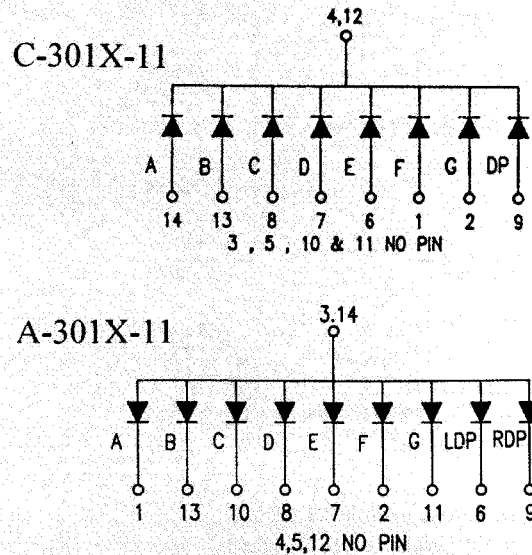 4,12
C-301X-11
A B C D E F G DP
14 13 8 7 6 1 2 9
3 , 5 , 10 & 11 NO PIN
3.14
A-301X-11
A B C D E F G LDP RDP
1 13 10 8 7 2 11 6 9
4,5,12 NO PIN